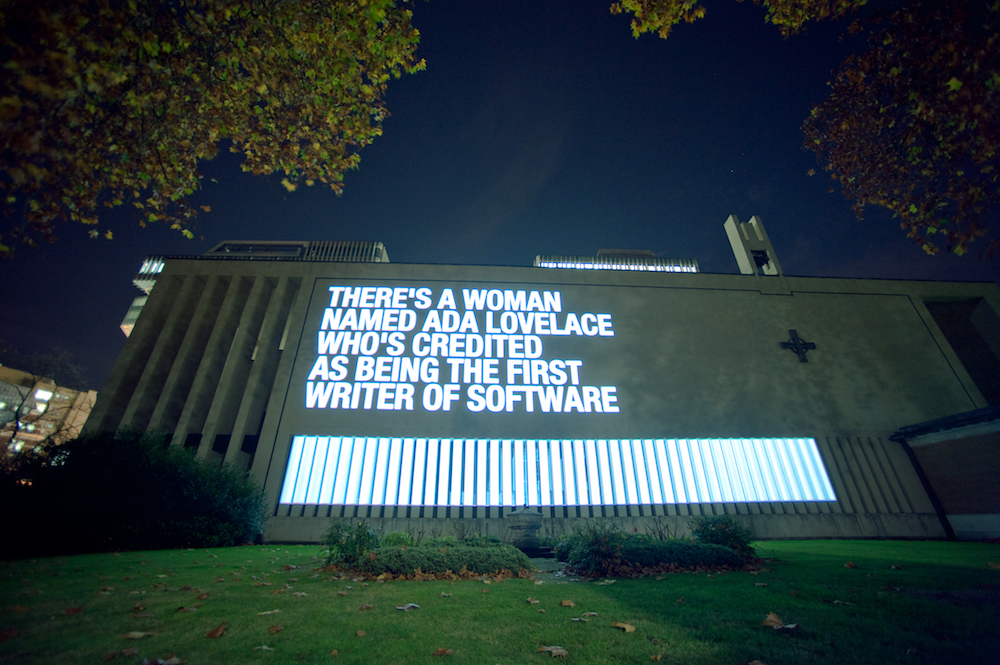 THERE'S A WOMAN
NAMED ADA LOVELACE
WHO'S CREDITED
AS BEING THE FIRST
WRITER OF SOFTWARE